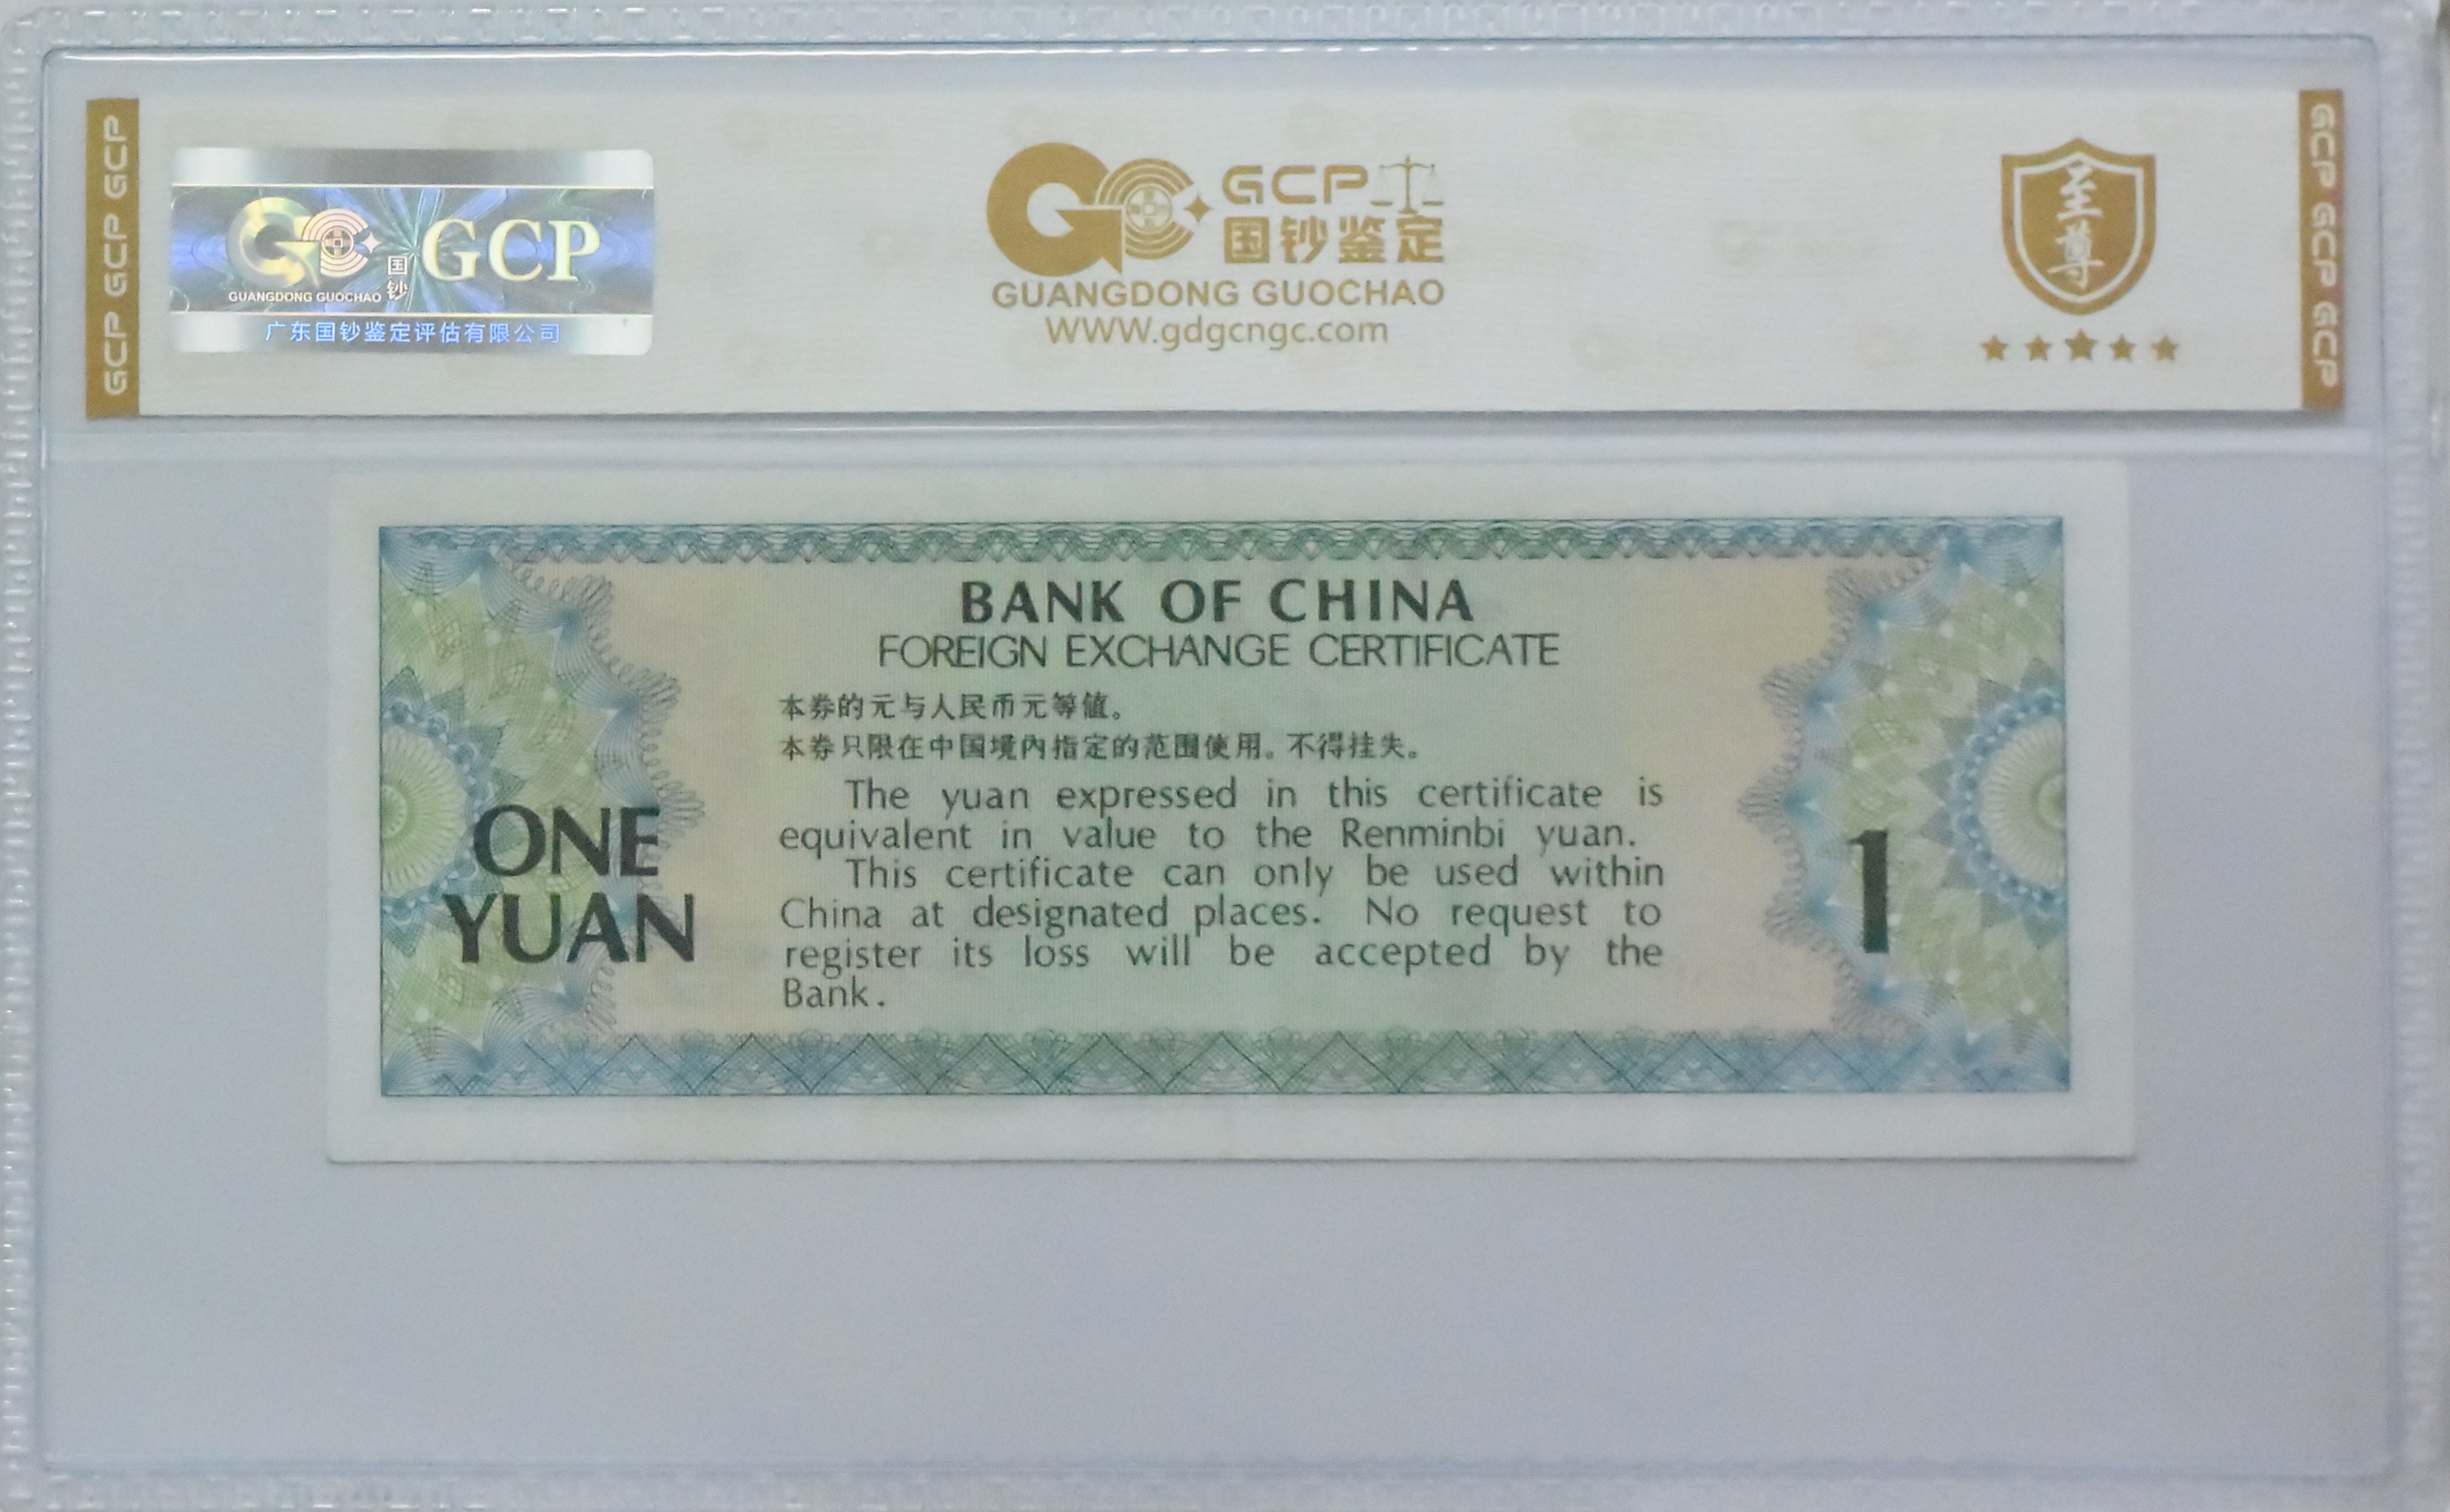 GCP GCP GCP
GCP
国钞
GUANGDONG GUOCHAO
广东国钞鉴定评估有限公司
GCP
国钞鉴定
GUANGDONG GUOCHAO
WWW.gdgcngc.com
至尊
GCP GCP GCP
BANK OF CHINA
FOREIGN EXCHANGE CERTIFICATE
本券的元与人民币元等值。
本券只限在中国境内指定的范围使用。不得挂失。
The yuan expressed in this certificate is
equivalent in value to the Renminbi yuan.
This certificate can only be used within
China at designated places. No request to
register its loss will be accepted by the
Bank.
ONE
YUAN
1